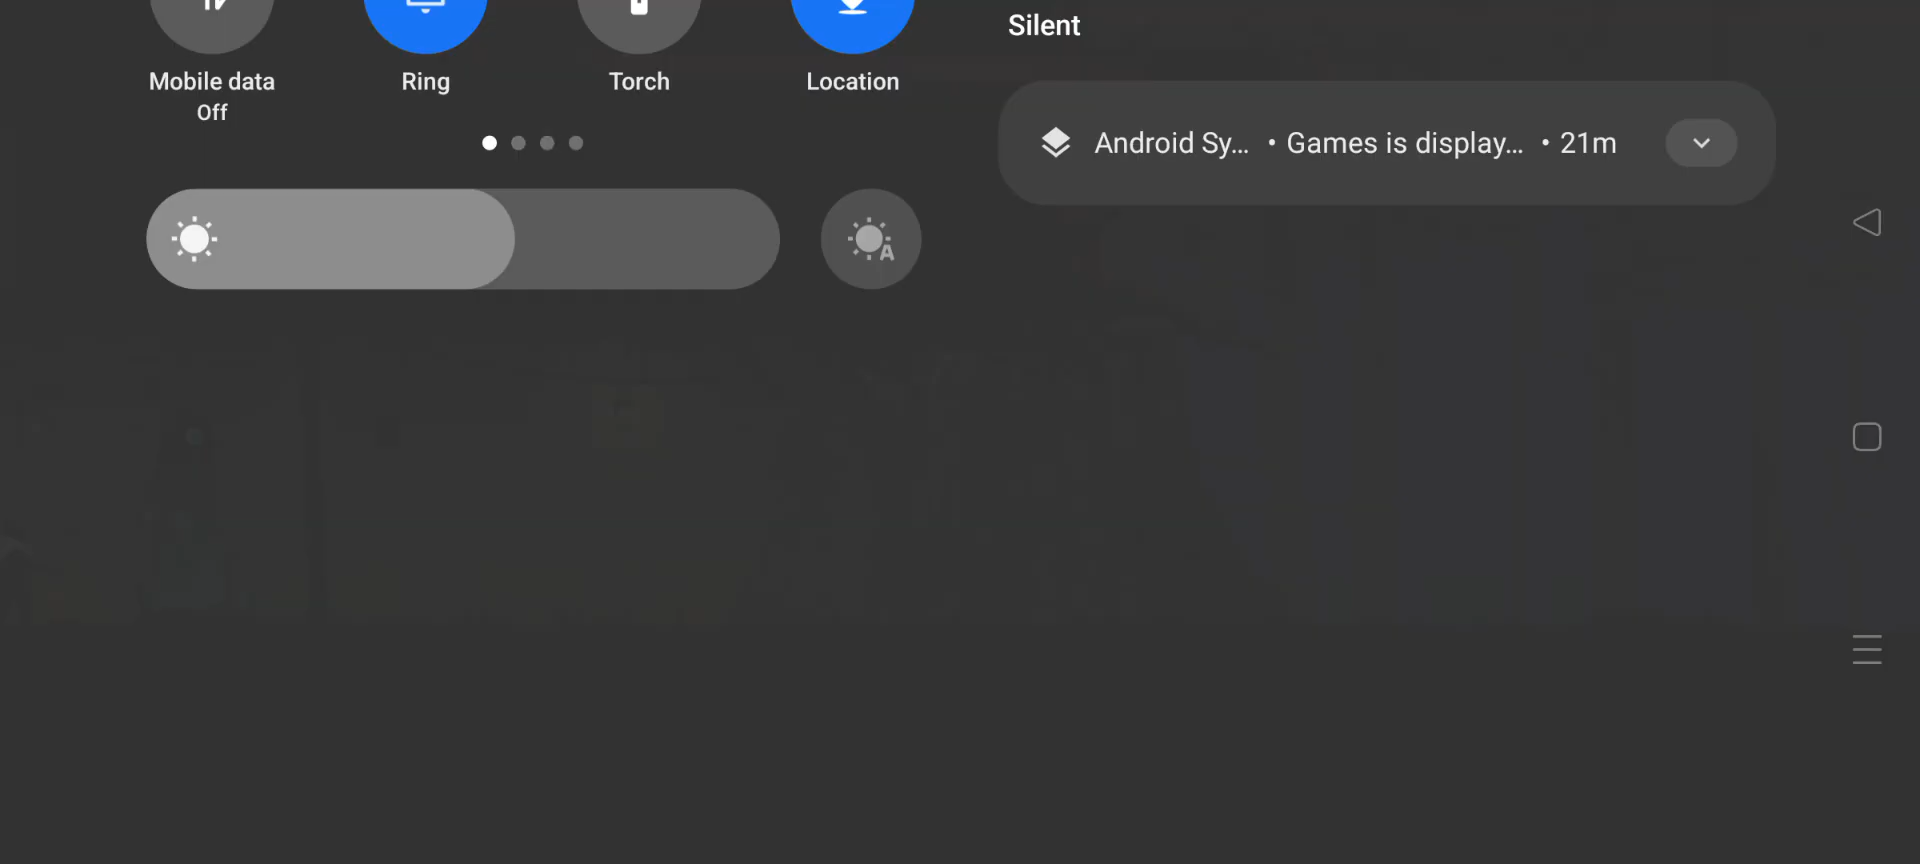 Mobile data
Off
Ring
Torch
Location
A
Silent
Android Sy... • Games is display... • 21m